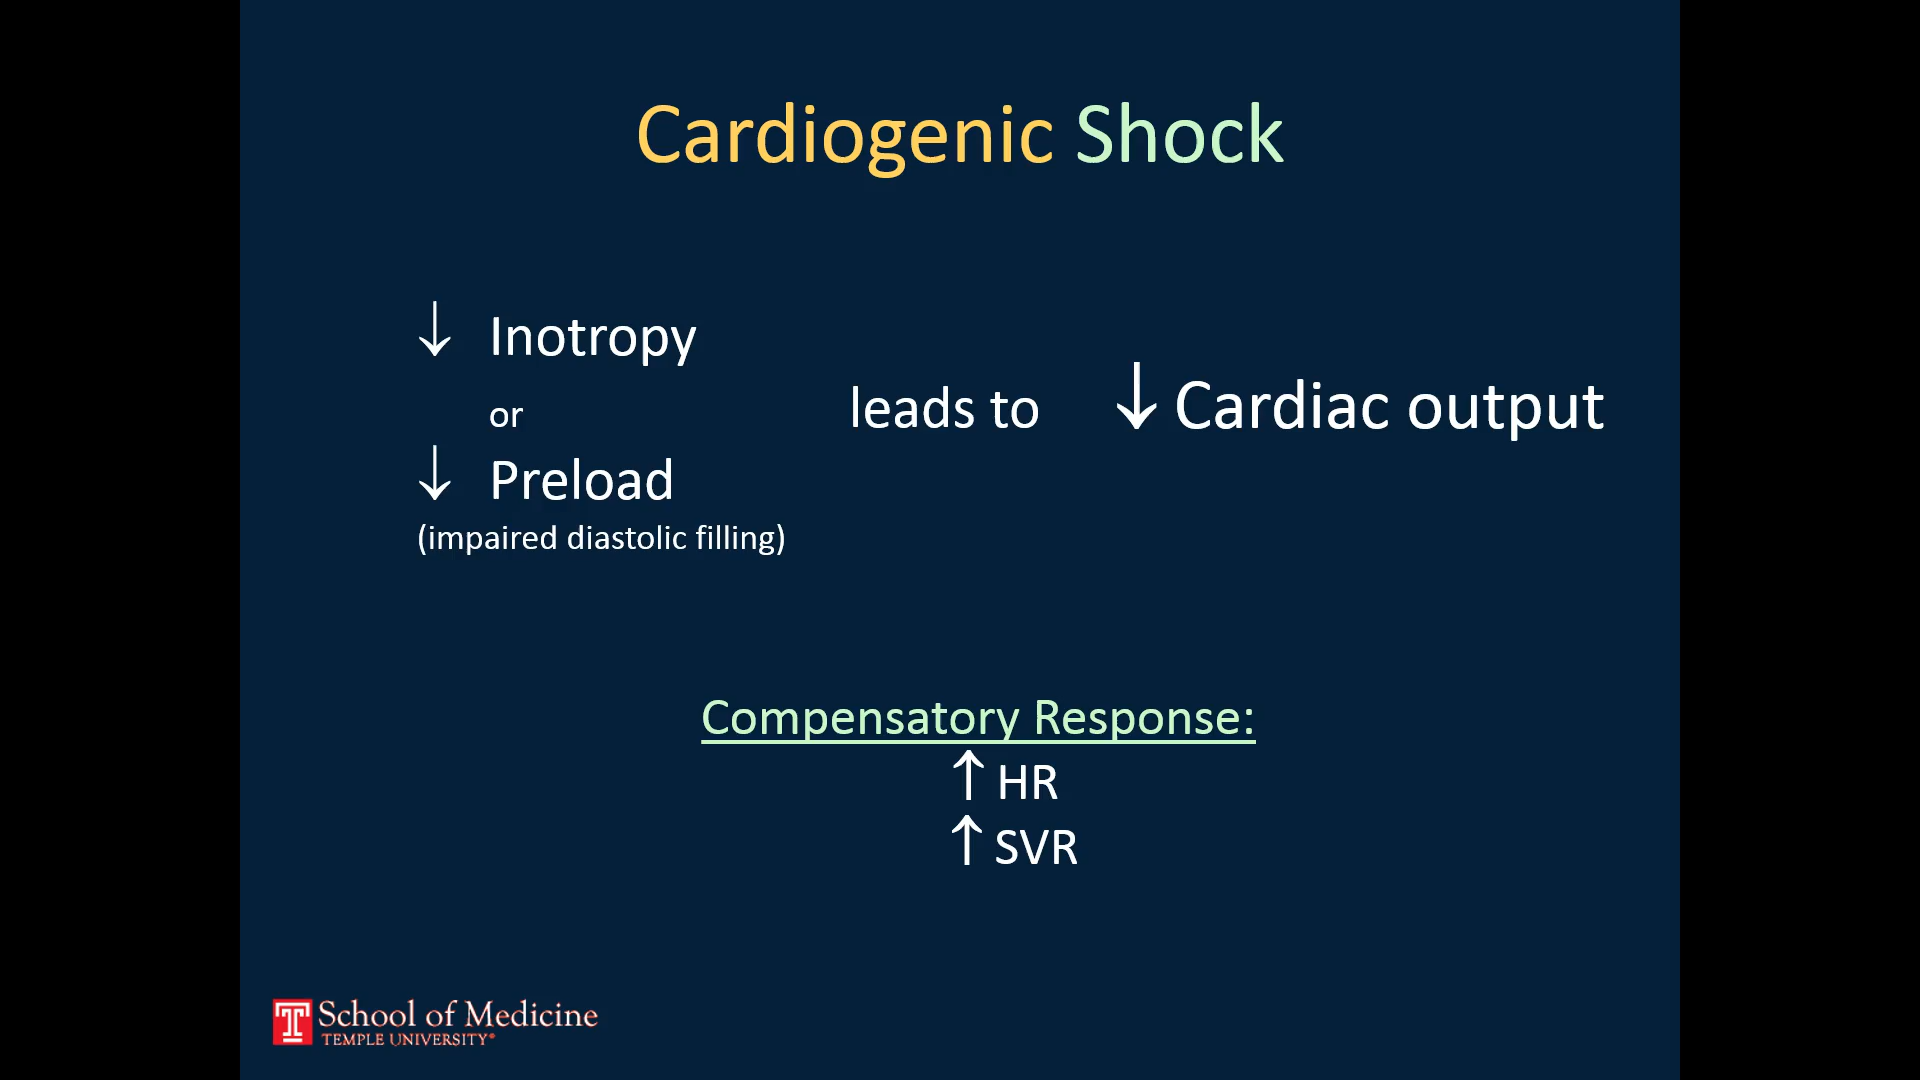 Cardiogenic Shock
↓ Inotropy
or
↓ Preload
(impaired diastolic filling)
leads to
↓ Cardiac output
Compensatory Response:
↑ HR
↑ SVR
T School of Medicine
TEMPLE UNIVERSITY®